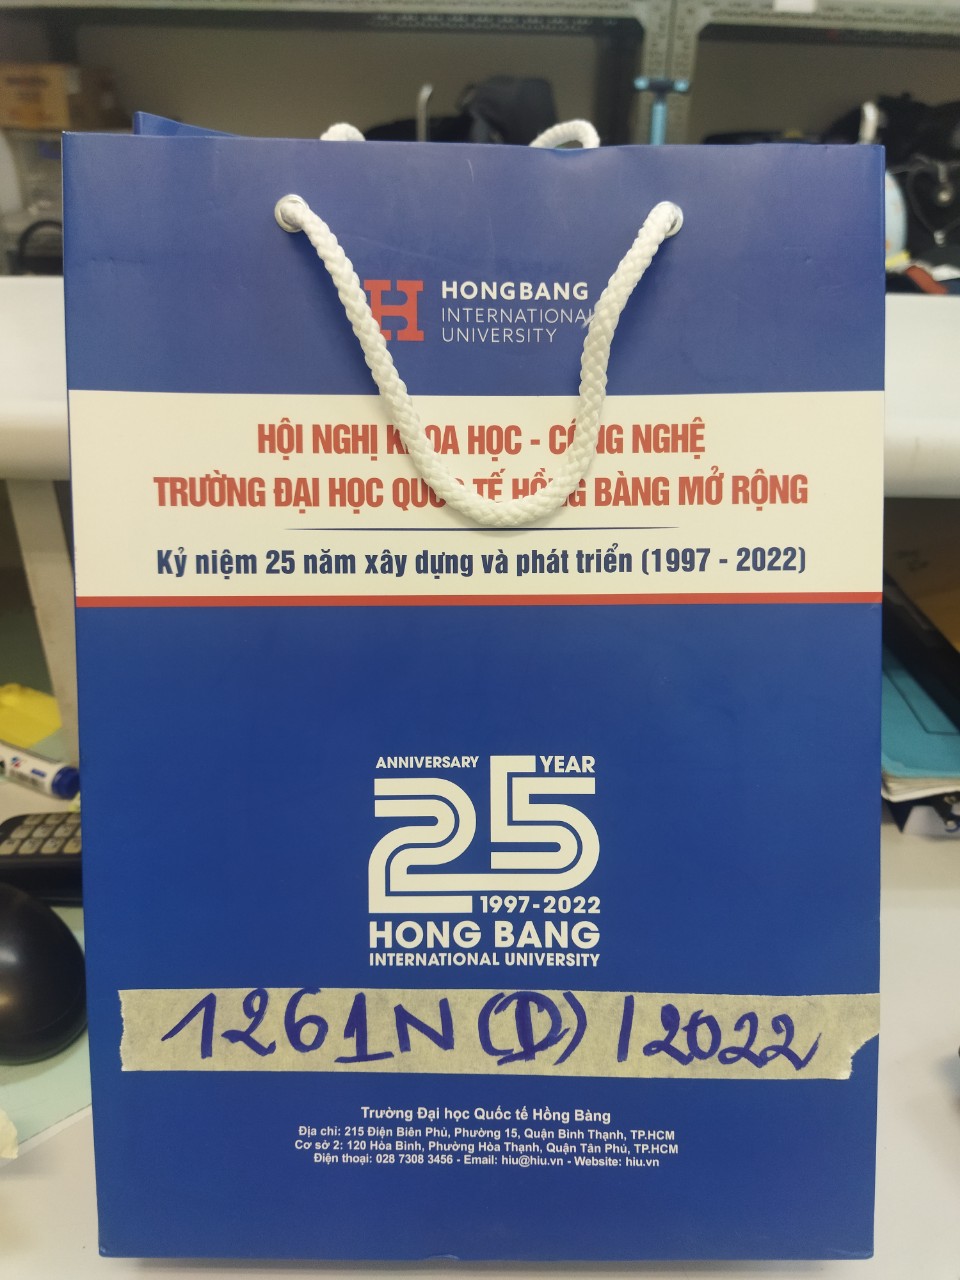 HONGBANG
INTERNATIONAL
UNIVERSITY
HỘI NGHỊ KHOA HỌC - CÔNG NGHỆ
TRƯỜNG ĐẠI HỌC QUỐC TẾ HỒNG BÀNG MỞ RỘNG
Kỷ niệm 25 năm xây dựng và phát triển (1997 - 2022)
ANNIVERSARY YEAR
25
1997-2022
HONG BANG
INTERNATIONAL UNIVERSITY
1261N(D)/2022
Trường Đại học Quốc tế Hồng Bàng
Địa chỉ: 215 Điện Biên Phủ, Phường 15, Quận Bình Thạnh, TP.HCM
Cơ sở 2: 120 Hòa Bình, Phường Hòa Thạnh, Quận Tân Phú, TP.HCM
Điện thoại: 028 7308 3456 - Email: hiu@hiu.vn - Website: hiu.vn